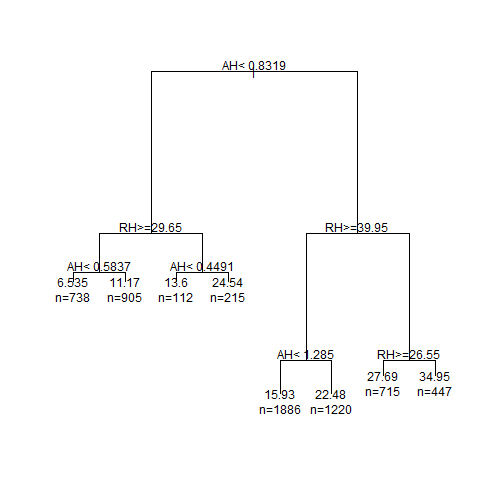 AH< 0.8319
RH>=29.65
RH>=39.95
AH< 0.5837
AH< 0.4491
6.535
11.17
13.6
24.54
n=738
n=905
n=112
n=215
AH< 1.285
RH>=26.55
27.69
34.95
n=715
n=447
15.93
22.48
n=1886
n=1220